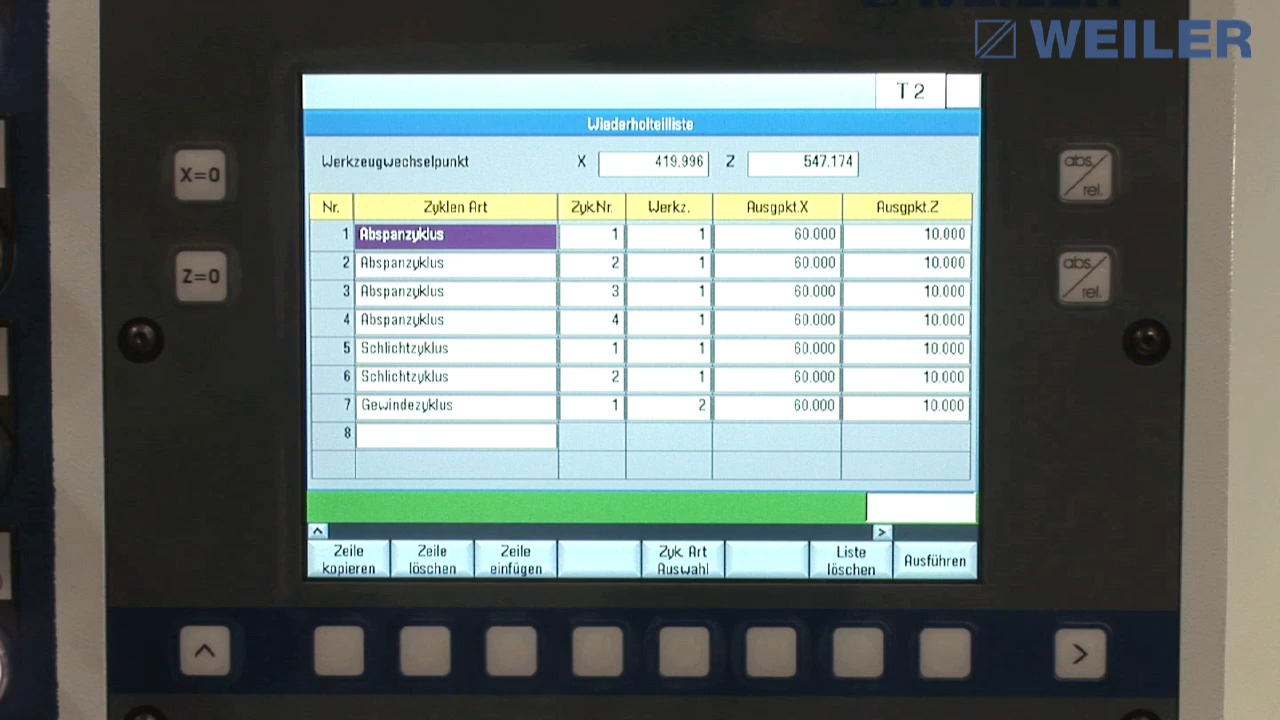 WEILER
T 2
Wiederholteilliste
Werkzeugwechselpunkt X 419.996 Z 547.174
Nr. Zyklen Art Zyk.Nr. Werkz. Ausgpkt.X Ausgpkt.Z
1 Abspanzyklus 1 1 60.000 10.000
2 Abspanzyklus 2 1 60.000 10.000
3 Abspanzyklus 3 1 60.000 10.000
4 Abspanzyklus 4 1 60.000 10.000
5 Schlichtzyklus 1 1 60.000 10.000
6 Schlichtzyklus 2 1 60.000 10.000
7 Gewindezyklus 1 2 60.000 10.000
8
Zeile kopieren
Zeile löschen
Zeile einfügen
Zyk. Art Auswahl
Liste löschen
Ausführen
X=0
Z=0
abs. / rel.
abs. / rel.